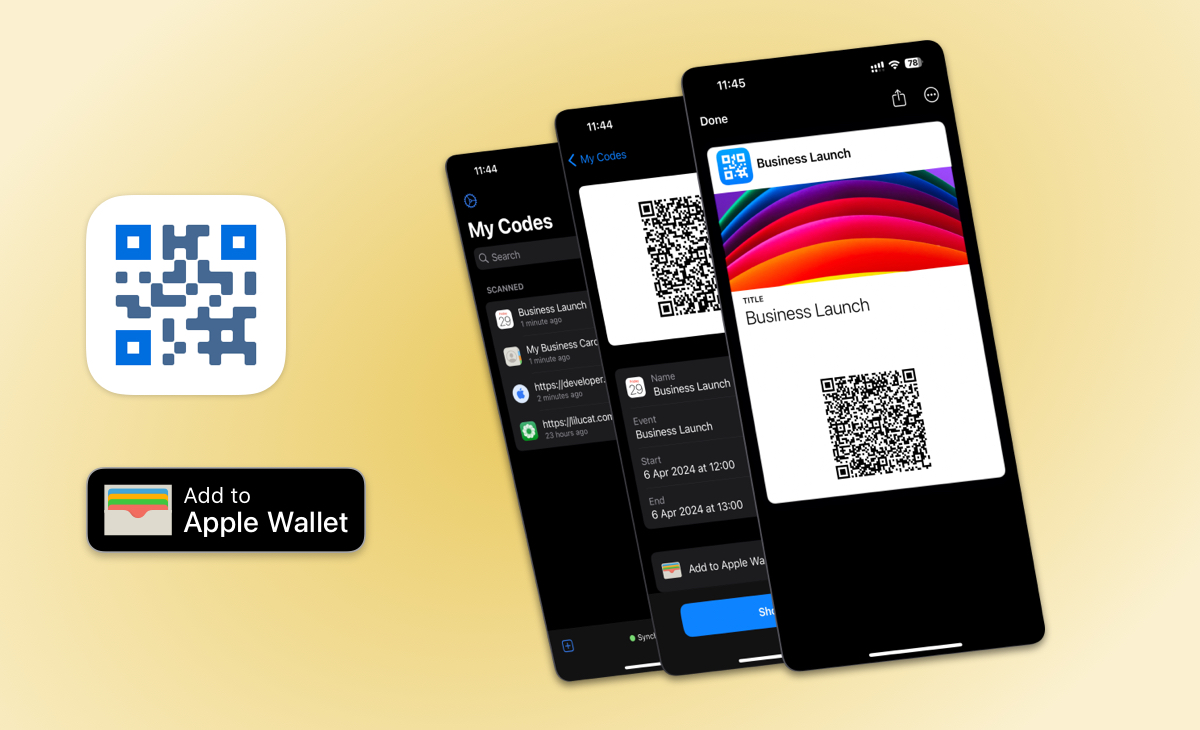 Add to
Apple Wallet
11:44
My Codes
Search
SCANNED
Business Launch
1 minute ago
My Business Card
1 minute ago
https://developer.
2 minutes ago
https://lilucat.com
23 hours ago
11:44
My Codes
29
Name
Business Launch
Event
Business Launch
Start
6 Apr 2024 at 12:00
End
6 Apr 2024 at 13:00
Add to Apple Wa
Sh
11:45
78
Done
Business Launch
TITLE
Business Launch